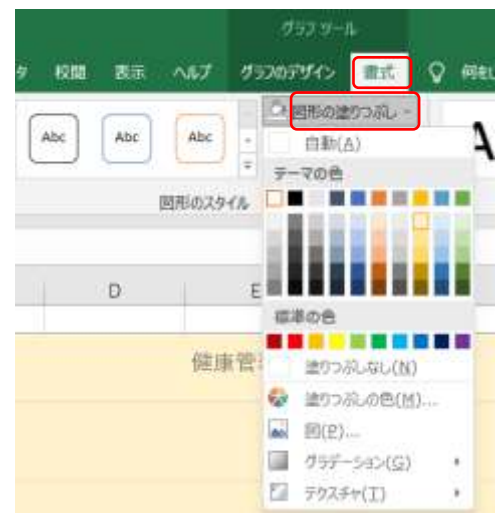 グラフ ツール
タ 校閲 表示 ヘルプ グラフのデザイン 書式 何をし
Abc Abc Abc 図形の塗りつぶし A
自動(A)
テーマの色
図形のスタイル
D E
標準の色
健康管
塗りつぶしなし(N)
塗りつぶしの色(M)...
図(P)...
グラデーション(G)
テクスチャ(T)